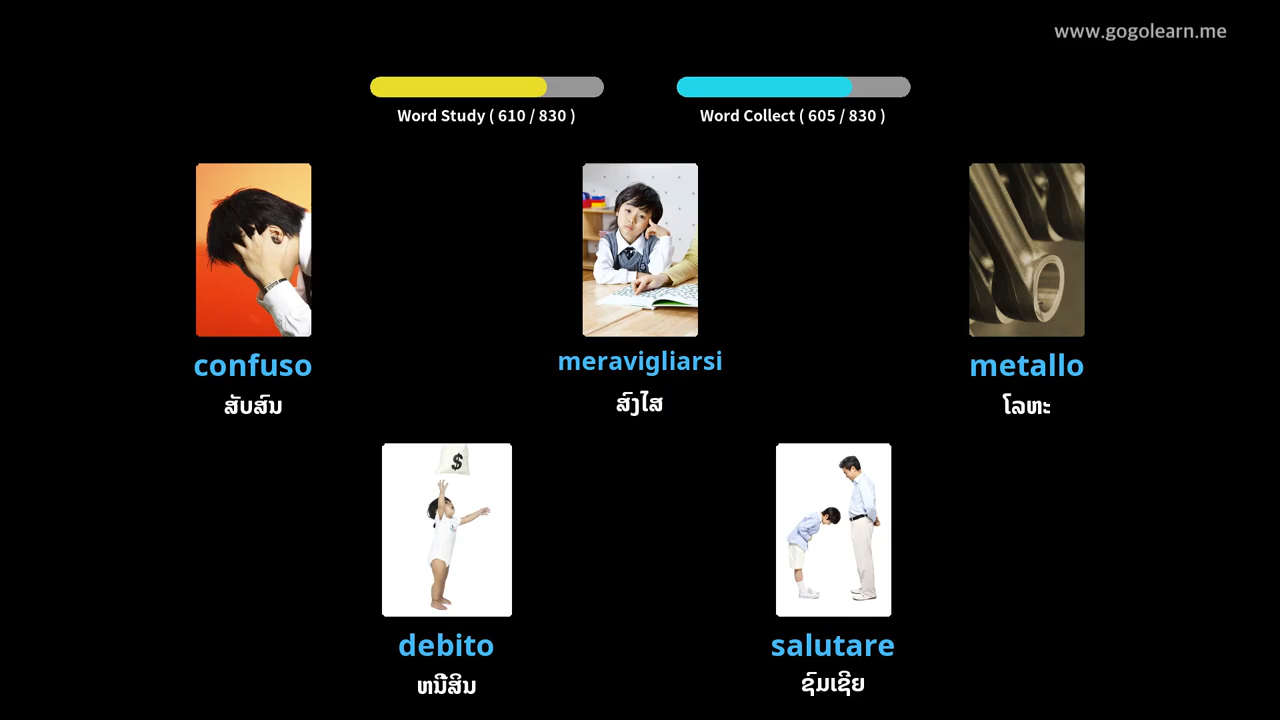 www.gogolearn.me
Word Study ( 610 / 830 )
Word Collect ( 605 / 830 )
confuso
meravigliarsi
metallo
ສັບສົນ
ສົງໄສ
ໂລຫະ
$
debito
salutare
ຫນີ້ສິນ
ຊົມເຊີຍ